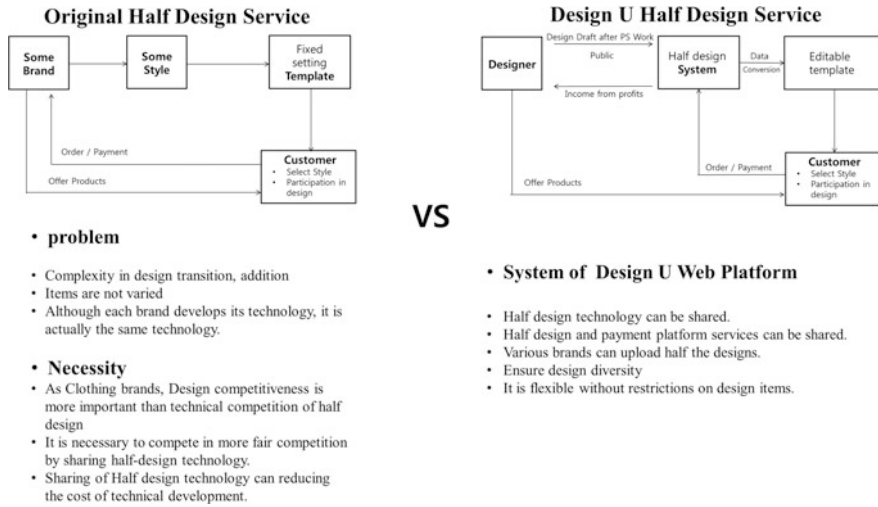 Original Half Design Service
Some
Brand
Some
Style
Fixed
setting
Template
Order / Payment
Offer Products
Customer
• Select Style
• Participation in
design
• problem
• Complexity in design transition, addition
• Items are not varied
• Although each brand develops its technology, it is
actually the same technology.
• Necessity
• As Clothing brands, Design competitiveness is
more important than technical competition of half
design
• It is necessary to compete in more fair competition
by sharing half-design technology.
• Sharing of Half design technology can reducing
the cost of technical development.
VS
Design U Half Design Service
Designer
Design Draft after PS Work
Public
Income from profits
Half design
System
Data
Conversion
Editable
template
Order / Payment
Offer Products
Customer
• Select Style
• Participation in
design
• System of Design U Web Platform
• Half design technology can be shared.
• Half design and payment platform services can be shared.
• Various brands can upload half the designs.
• Ensure design diversity
• It is flexible without restrictions on design items.